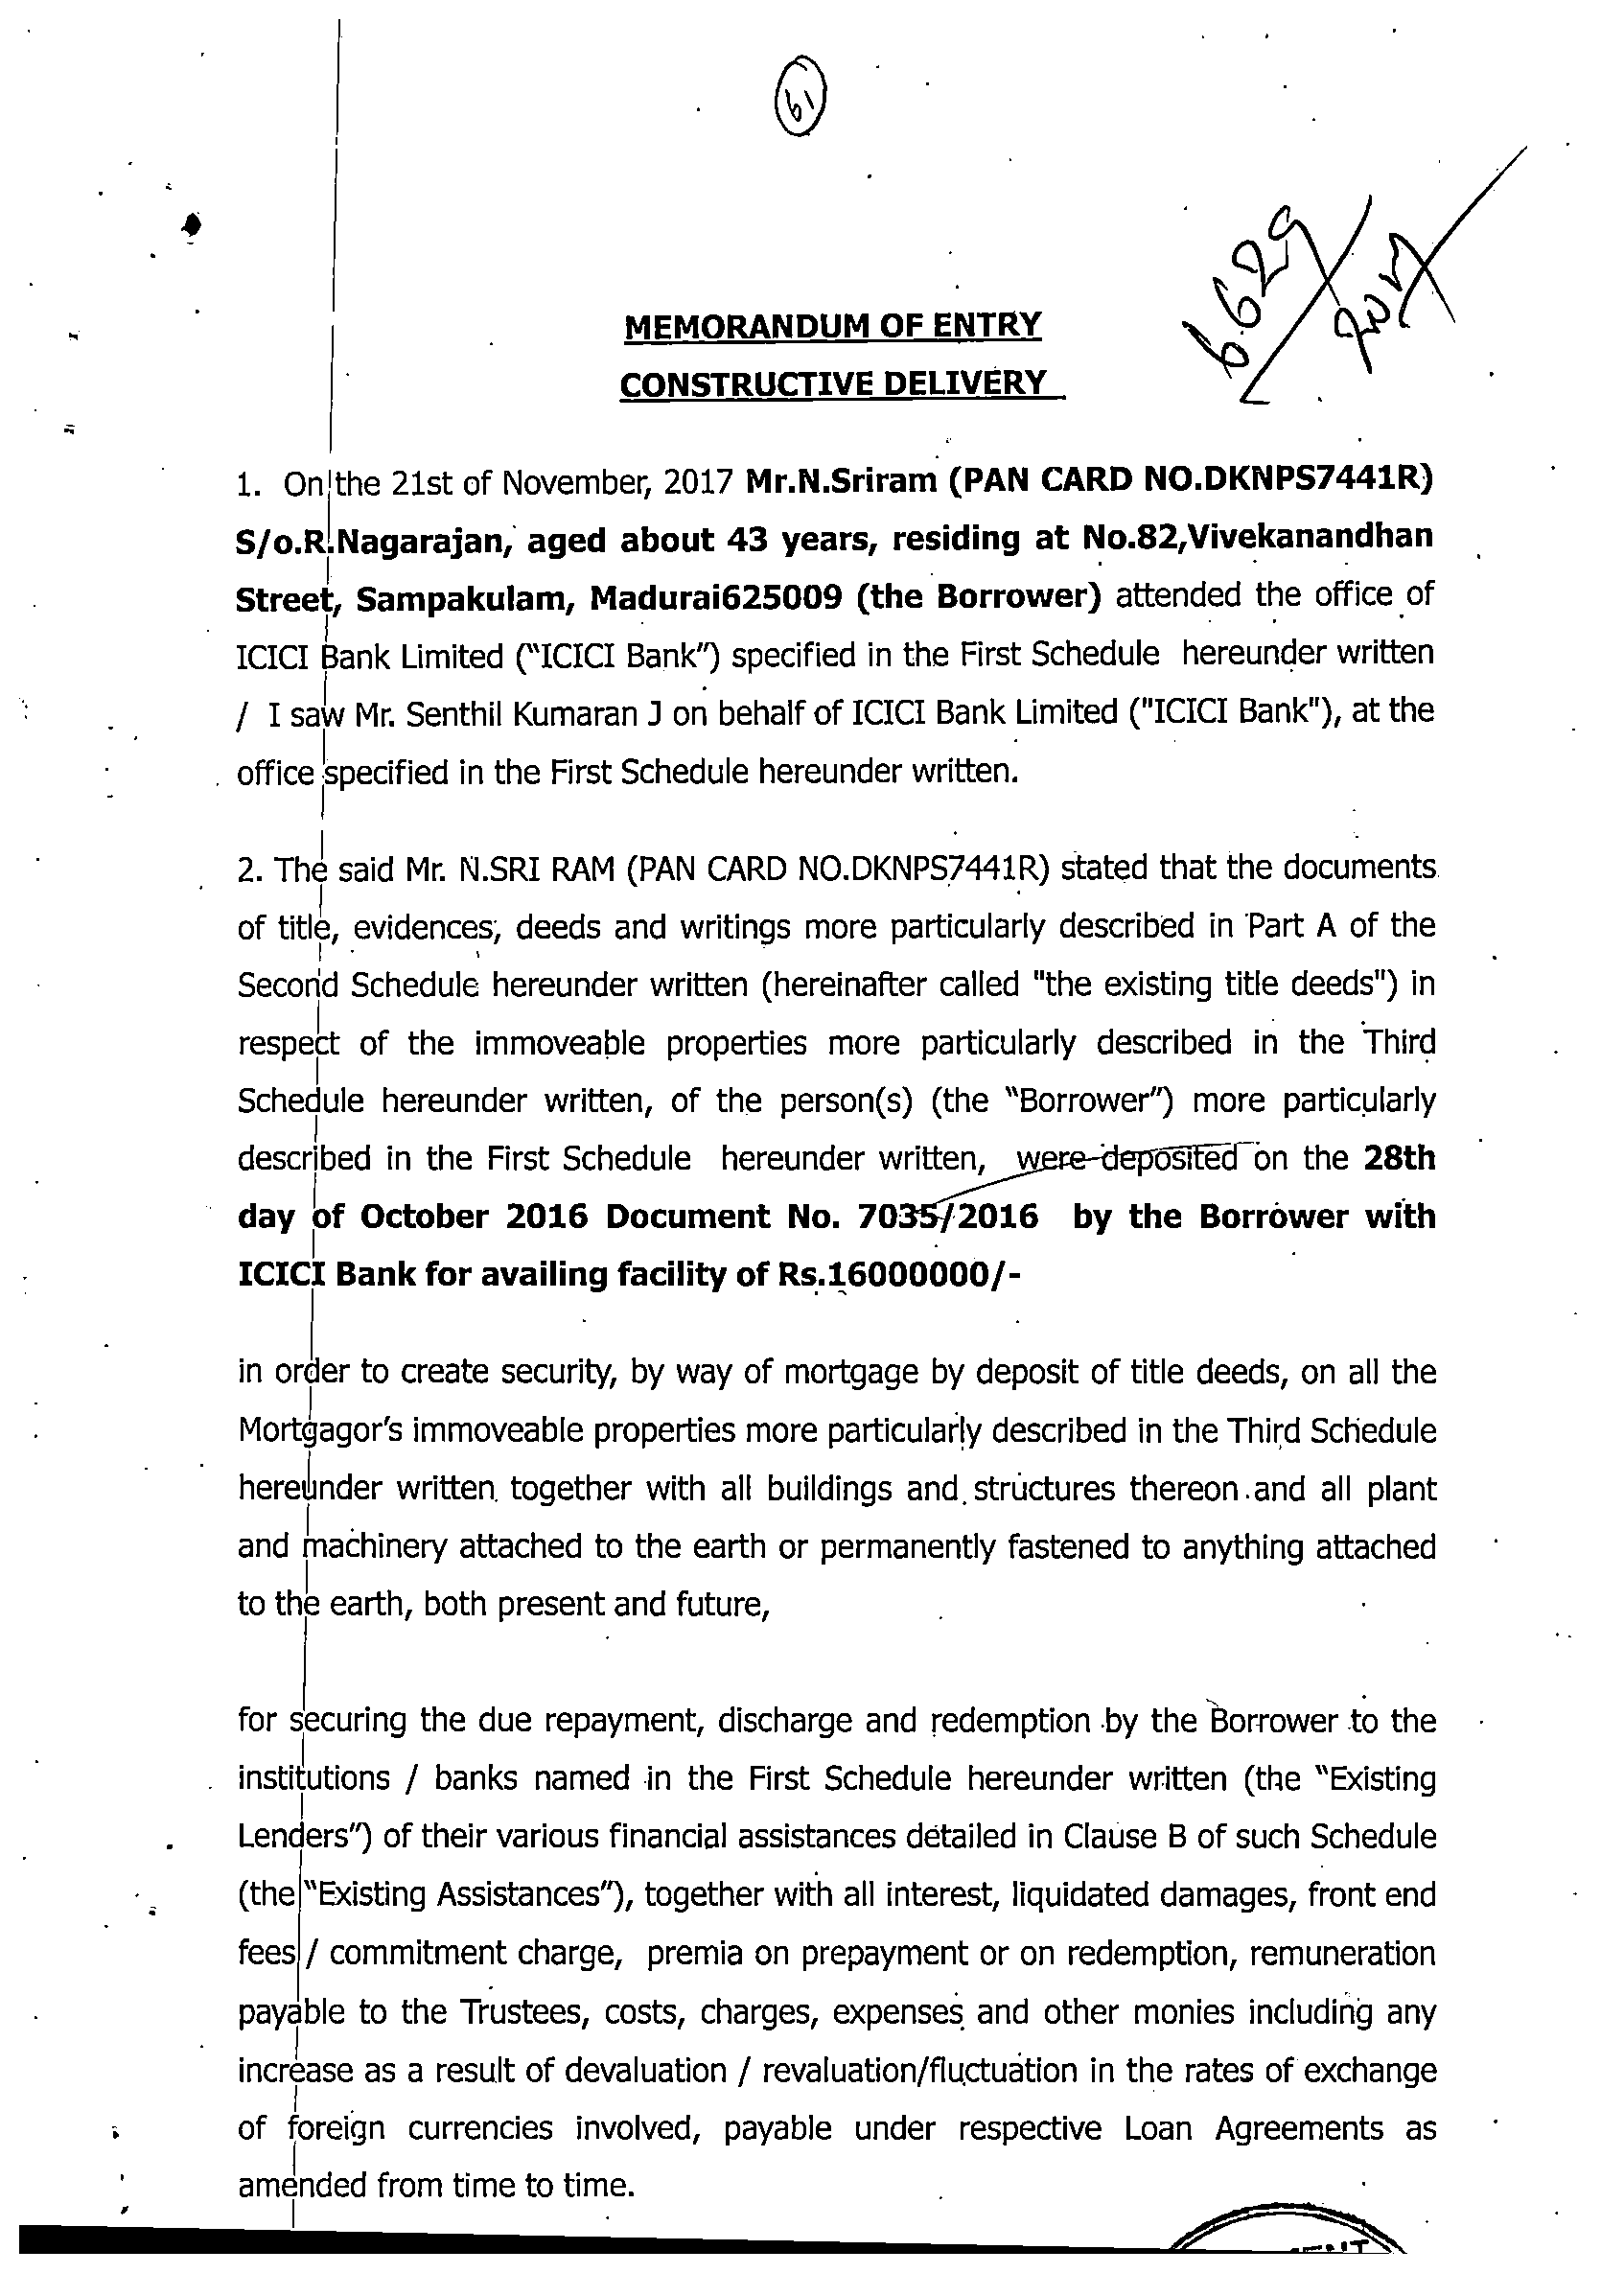 61
6629
2017
MEMORANDUM OF ENTRY
CONSTRUCTIVE DELIVERY
1. On the 21st of November, 2017 Mr.N.Sriram (PAN CARD NO.DKNPS7441R)
S/o.R.Nagarajan, aged about 43 years, residing at No.82,Vivekanandhan
Street, Sampakulam, Madurai625009 (the Borrower) attended the office of
ICICI Bank Limited ("ICICI Bank") specified in the First Schedule hereunder written
/ I saw Mr. Senthil Kumaran J on behalf of ICICI Bank Limited ("ICICI Bank"), at the
office specified in the First Schedule hereunder written.
2. The said Mr. N.SRI RAM (PAN CARD NO.DKNPS7441R) stated that the documents
of title, evidences, deeds and writings more particularly described in Part A of the
Second Schedule hereunder written (hereinafter called "the existing title deeds") in
respect of the immoveable properties more particularly described in the Third
Schedule hereunder written, of the person(s) (the "Borrower") more particularly
described in the First Schedule hereunder written, were deposited on the 28th
day of October 2016 Document No. 7035/2016 by the Borrower with
ICICI Bank for availing facility of Rs.16000000/-
in order to create security, by way of mortgage by deposit of title deeds, on all the
Mortgagor's immoveable properties more particularly described in the Third Schedule
hereunder written together with all buildings and structures thereon and all plant
and machinery attached to the earth or permanently fastened to anything attached
to the earth, both present and future,
for securing the due repayment, discharge and redemption by the Borrower to the
institutions / banks named in the First Schedule hereunder written (the "Existing
Lenders") of their various financial assistances detailed in Clause B of such Schedule
(the "Existing Assistances"), together with all interest, liquidated damages, front end
fees / commitment charge, premia on prepayment or on redemption, remuneration
payable to the Trustees, costs, charges, expenses and other monies including any
increase as a result of devaluation / revaluation/fluctuation in the rates of exchange
of foreign currencies involved, payable under respective Loan Agreements as
amended from time to time.